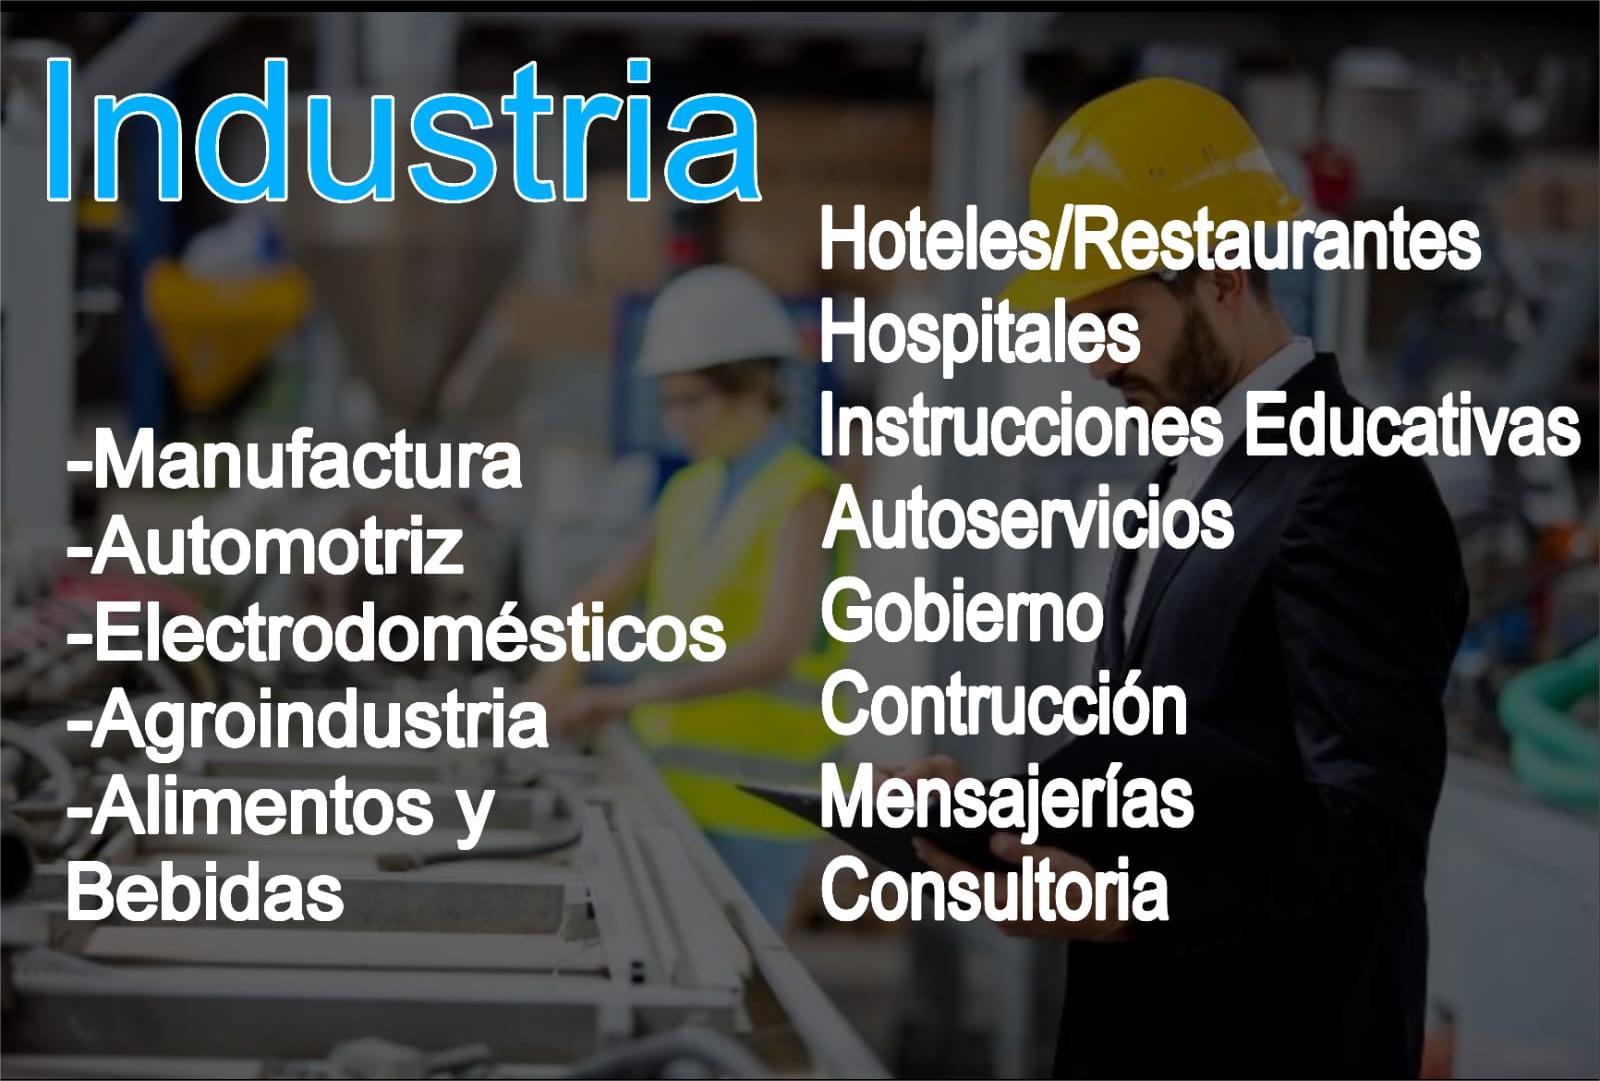 Industria
-Manufactura
-Automotriz
-Electrodomésticos
-Agroindustria
-Alimentos y
Bebidas
Hoteles/Restaurantes
Hospitales
Instrucciones Educativas
Autoservicios
Gobierno
Contrucción
Mensajerías
Consultoria